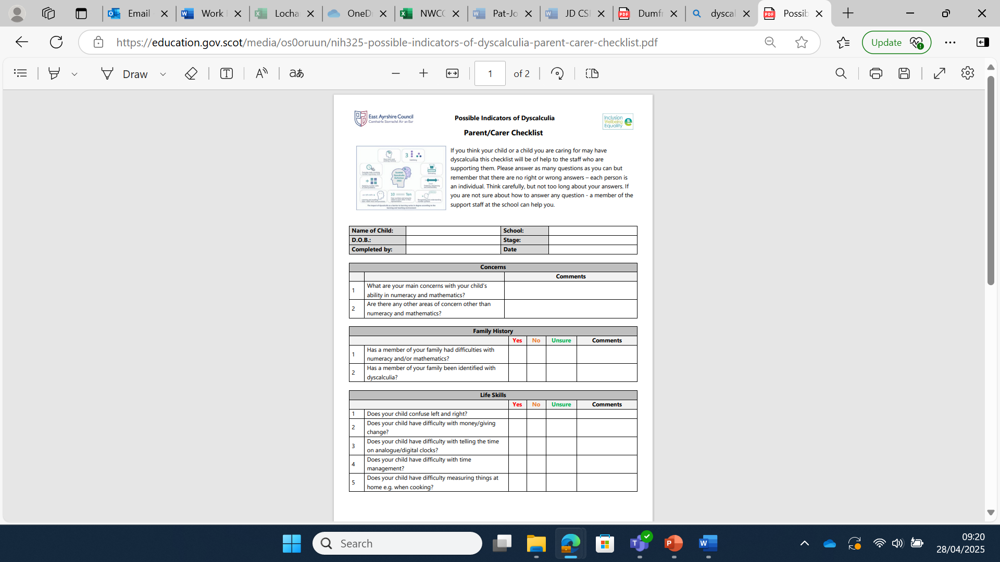 Email
Work
Locha
OneD
NWCC
Pat-Jo
JD CS
Dumfr
dyscal
Possib
https://education.gov.scot/media/os0oruun/nih325-possible-indicators-of-dyscalculia-parent-carer-checklist.pdf
Update
Draw
1 of 2
East Ayrshire Council
Comhairle Siorrachd Àir an Ear
Possible Indicators of Dyscalculia
Parent/Carer Checklist
Inclusion
Wellbeing
Equality
If you think your child or a child you are caring for may have
dyscalculia this checklist will be of help to the staff who are
supporting them. Please answer as many questions as you can but
remember that there are no right or wrong answers – each person is
an individual. Think carefully, but not too long about your answers. If
you are not sure about how to answer any question - a member of the
support staff at the school can help you.
Name of Child: School:
D.O.B.: Stage:
Completed by: Date
Concerns
Comments
1 What are your main concerns with your child's
ability in numeracy and mathematics?
2 Are there any other areas of concern other than
numeracy and mathematics?
Family History
Yes No Unsure Comments
1 Has a member of your family had difficulties with
numeracy and/or mathematics?
2 Has a member of your family been identified with
dyscalculia?
Life Skills
Yes No Unsure Comments
1 Does your child confuse left and right?
2 Does your child have difficulty with money/giving
change?
3 Does your child have difficulty with telling the time
on analogue/digital clocks?
4 Does your child have difficulty with time
management?
5 Does your child have difficulty measuring things at
home e.g. when cooking?
Search
09:20
28/04/2025